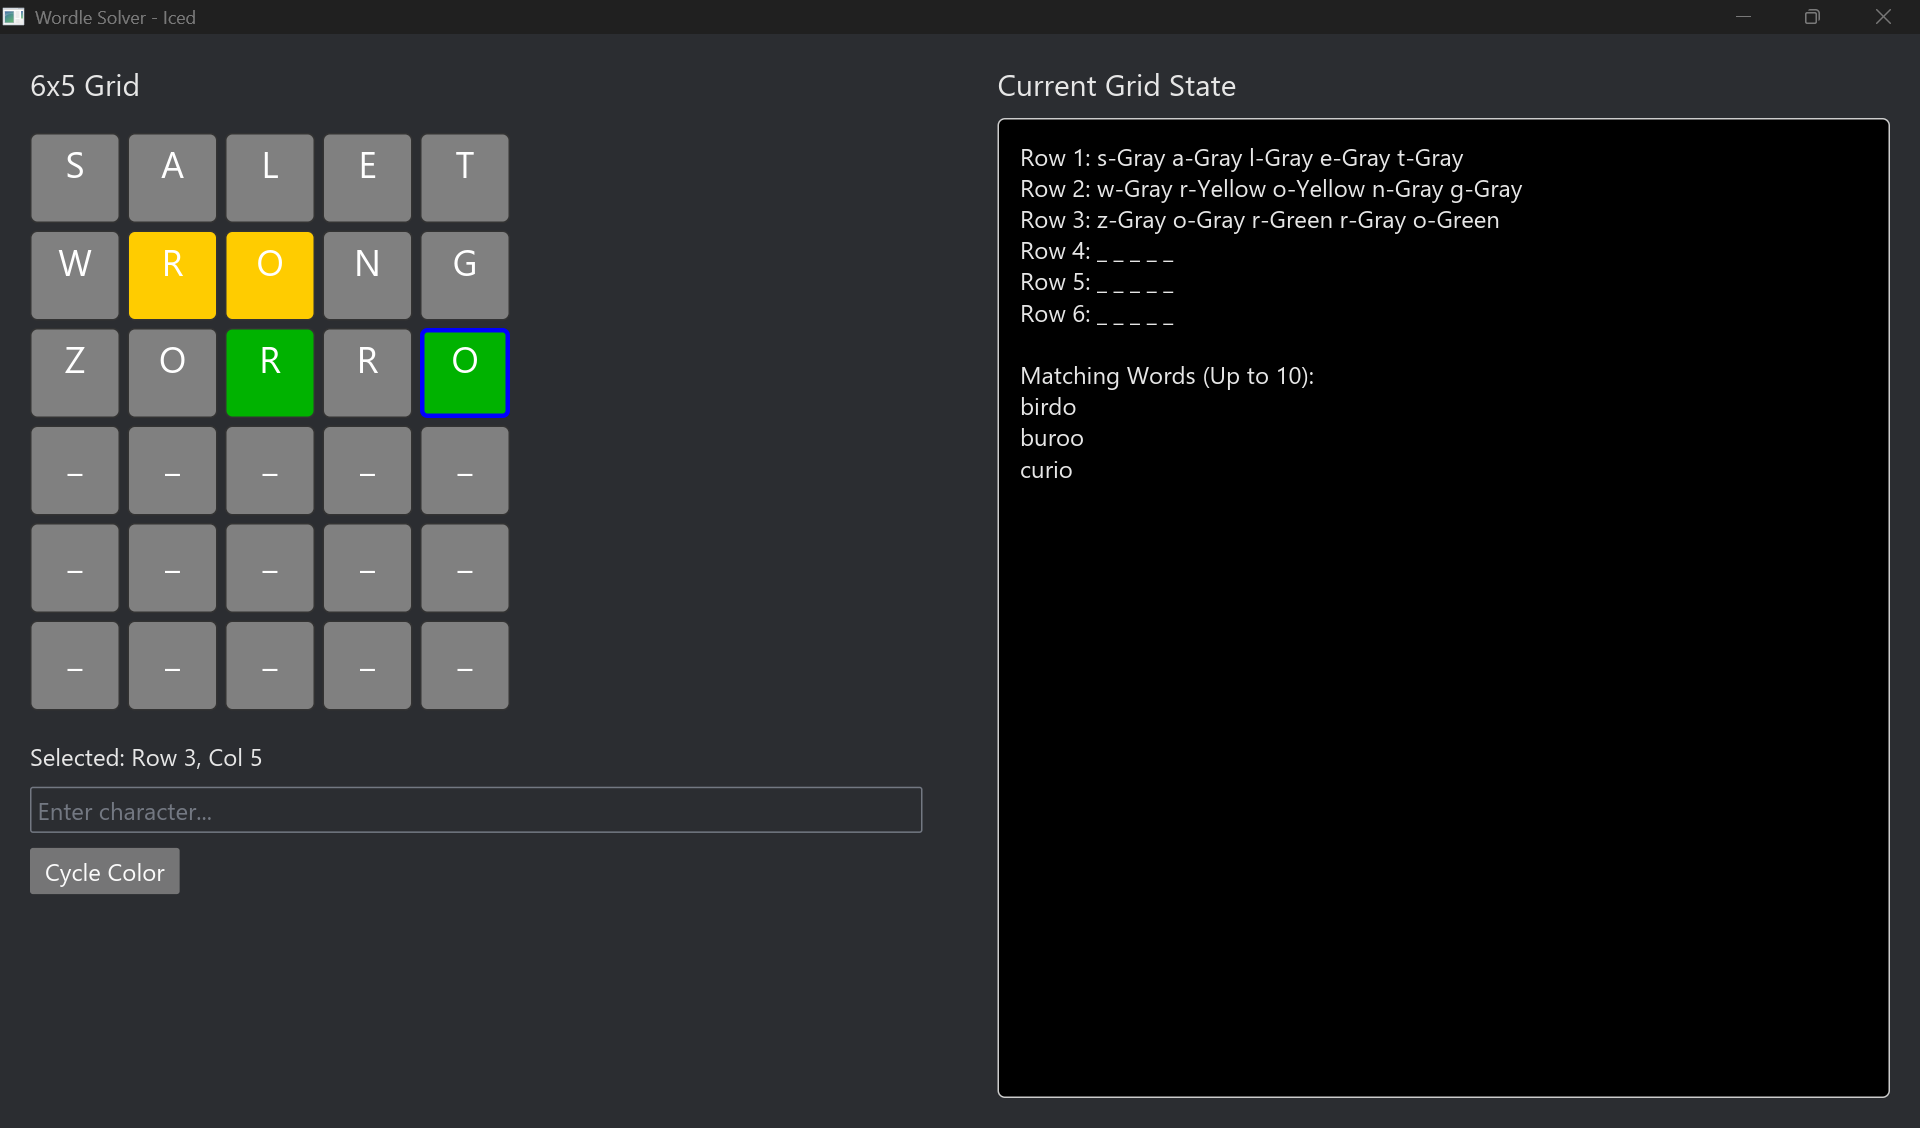 Wordle Solver - Iced
6x5 Grid
S A L E T
W R O N G
Z O R R O
_ _ _ _ _
_ _ _ _ _
_ _ _ _ _
Selected: Row 3, Col 5
Enter character...
Cycle Color
Current Grid State
Row 1: s-Gray a-Gray l-Gray e-Gray t-Gray
Row 2: w-Gray r-Yellow o-Yellow n-Gray g-Gray
Row 3: z-Gray o-Gray r-Green r-Gray o-Green
Row 4: _ _ _ _ _
Row 5: _ _ _ _ _
Row 6: _ _ _ _ _
Matching Words (Up to 10):
birdo
buroo
curio